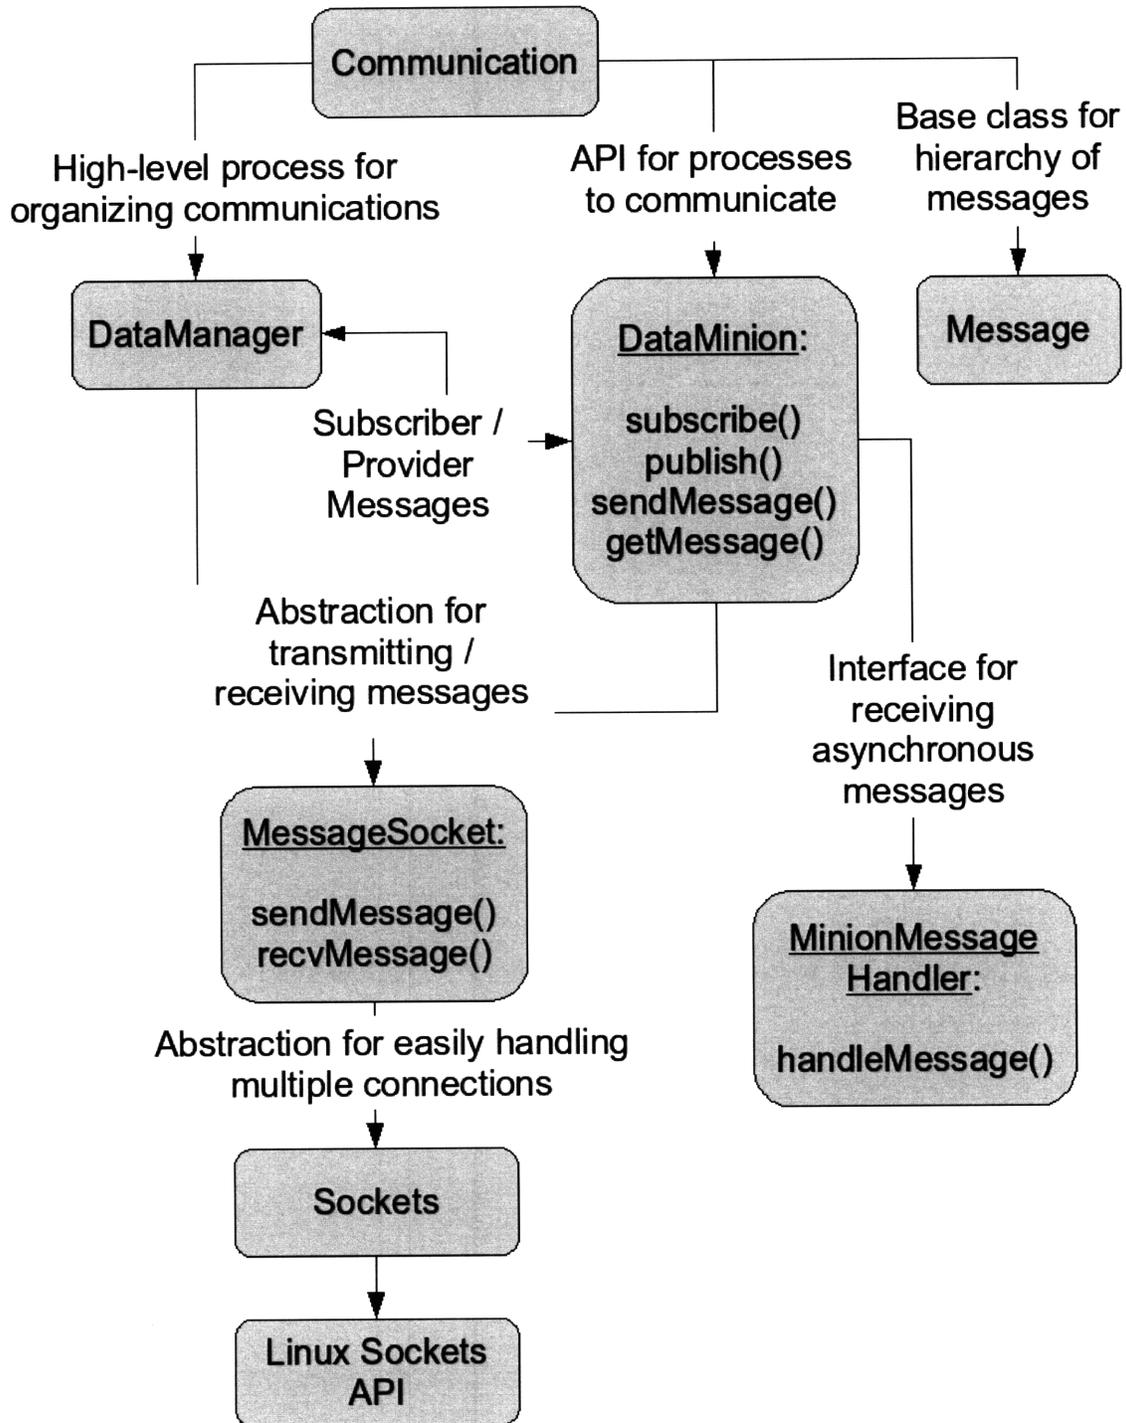 Communication
High-level process for
organizing communications
API for processes
to communicate
Base class for
hierarchy of
messages
DataManager
DataMinion:
subscribe()
publish()
sendMessage()
getMessage()
Message
Subscriber /
Provider
Messages
Abstraction for
transmitting /
receiving messages
Interface for
receiving
asynchronous
messages
MessageSocket:
sendMessage()
recvMessage()
MinionMessage
Handler:
handleMessage()
Abstraction for easily handling
multiple connections
Sockets
Linux Sockets
API